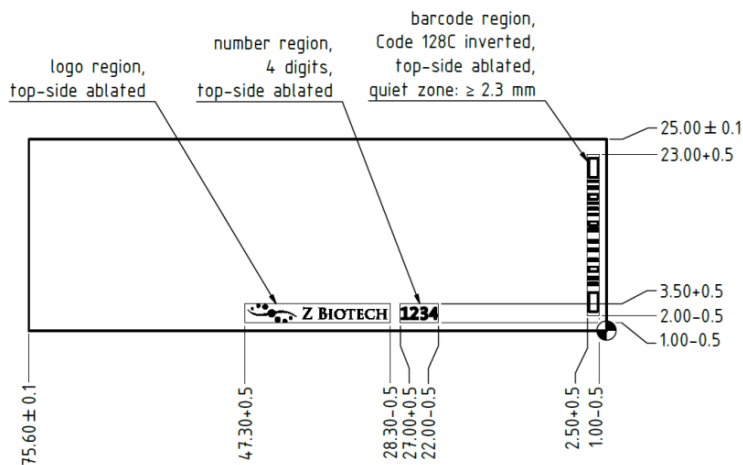 barcode region,
Code 128C inverted,
top-side ablated,
quiet zone: ≥ 2.3 mm
number region,
4 digits,
top-side ablated
logo region,
top-side ablated
25.00 ± 0.1
23.00+0.5
3.50+0.5
2.00-0.5
1.00-0.5
Z BIOTECH
1234
75.60 ± 0.1
47.30+0.5
28.30-0.5
27.00+0.5
22.00-0.5
2.50+0.5
1.00-0.5